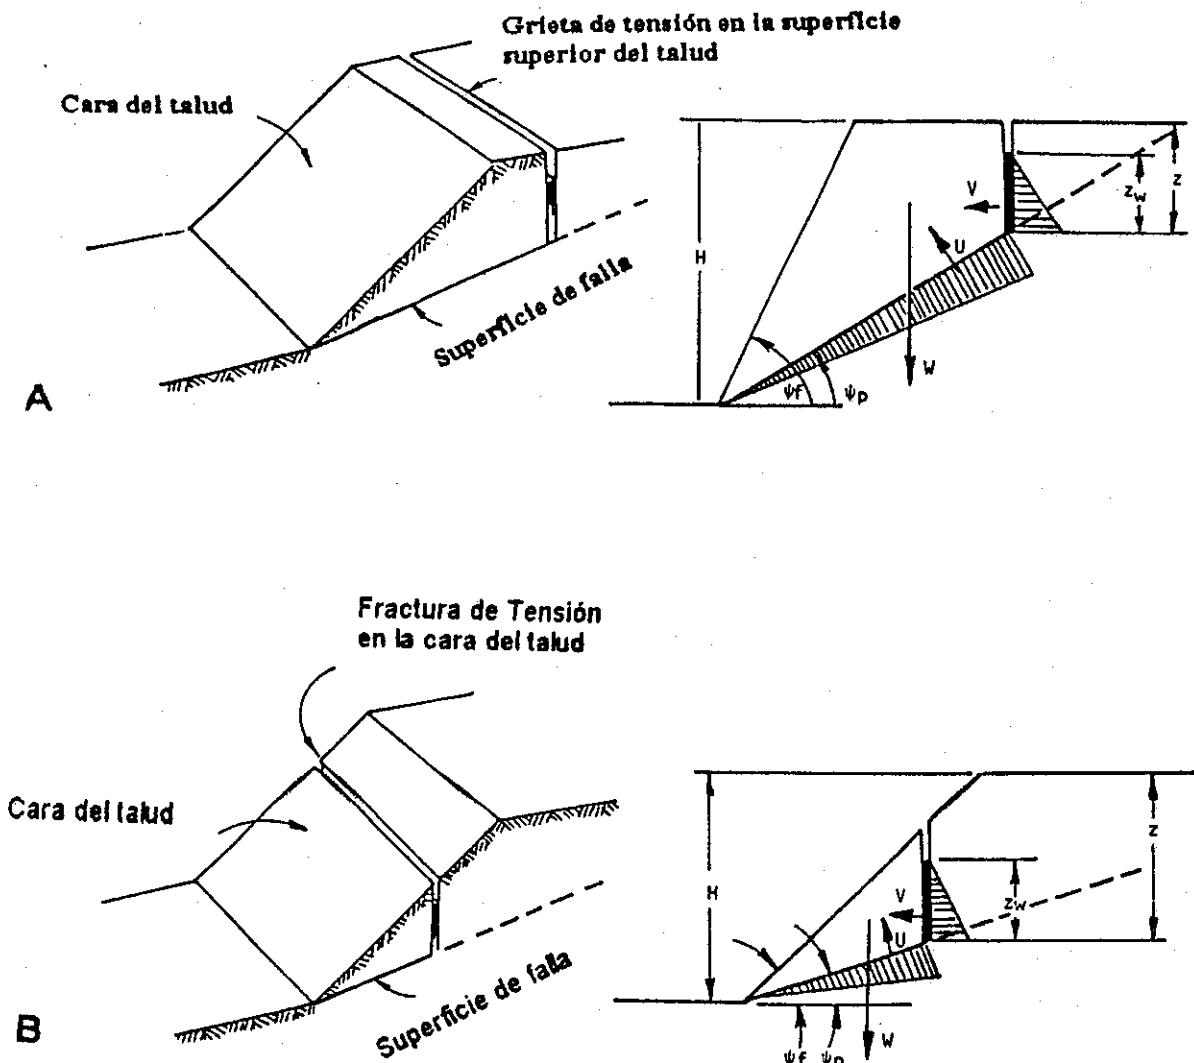 Grieta de tensión en la superficie
superior del talud
Cara del talud
Superficie de falla
A
H
V
U
W
ψf
ψp
zw
z
Fractura de Tensión
en la cara del talud
Cara del talud
Superficie de falla
B
H
V
U
W
ψf
ψp
zw
z